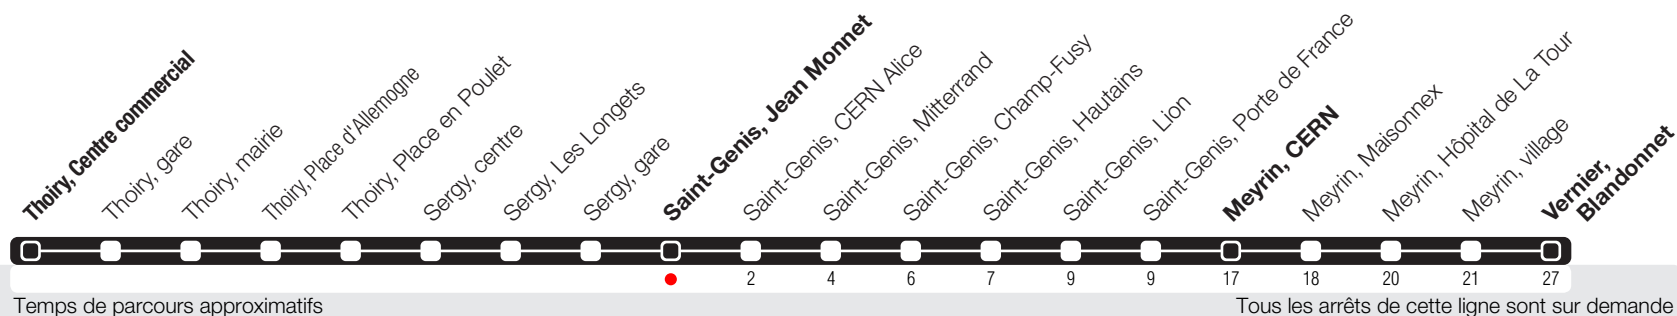 Thoiry, Centre commercial
Thoiry, gare
Thoiry, mairie
Thoiry, Place d'Allemogne
Thoiry, Place en Poulet
Sergy, centre
Sergy, Les Longets
Sergy, gare
Saint-Genis, Jean Monnet
Saint-Genis, CERN Alice
Saint-Genis, Mitterrand
Saint-Genis, Champ-Fusy
Saint-Genis, Hautains
Saint-Genis, Lion
Saint-Genis, Porte de France
Meyrin, CERN
Meyrin, Maisonnex
Meyrin, Hôpital de La Tour
Meyrin, village
Vernier,
Blandonnet
2 4 6 7 9 9 17 18 20 21 27
Temps de parcours approximatifs
Tous les arrêts de cette ligne sont sur demande